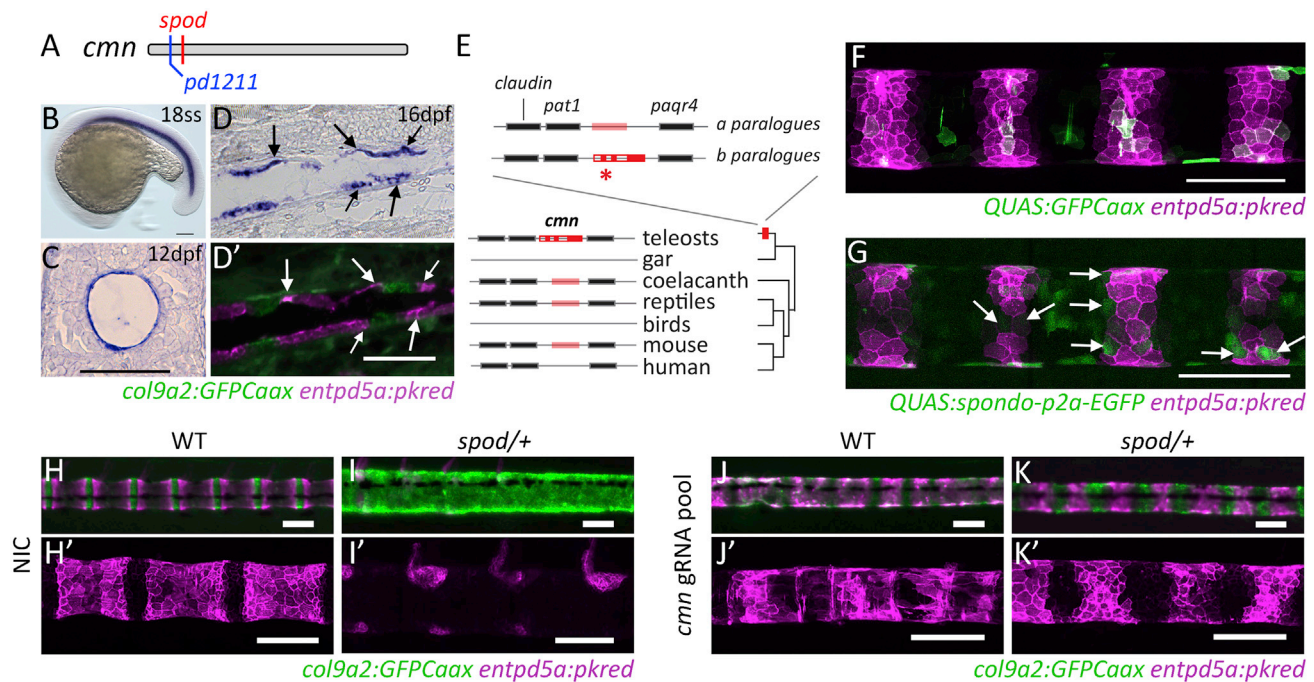 A
cmn
spod
pd1211
B
18ss
C
12dpf
D
16dpf
D'
col9a2:GFPCaax entpd5a:pkred
E
claudin
pat1
paqr4
a paralogues
b paralogues
*
cmn
teleosts
gar
coelacanth
reptiles
birds
mouse
human
F
QUAS:GFPCaax entpd5a:pkred
G
QUAS:spondo-p2a-EGFP entpd5a:pkred
WT
spod/+
NIC
H
I
H'
I'
col9a2:GFPCaax entpd5a:pkred
WT
spod/+
cmn gRNA pool
J
K
J'
K'
col9a2:GFPCaax entpd5a:pkred